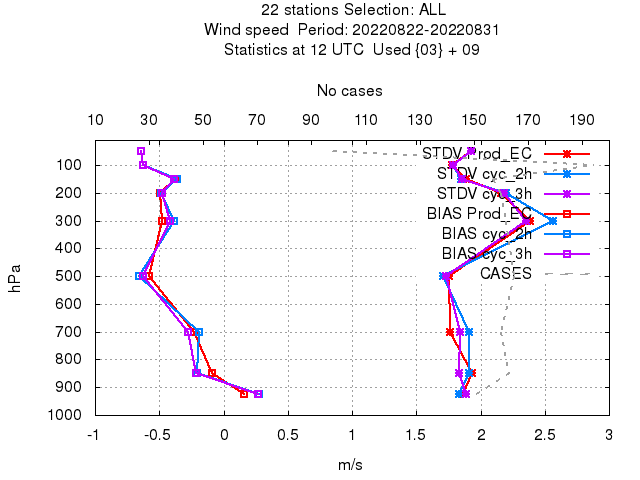 22 stations Selection: ALL
Wind speed  Period: 20220822-20220831
Statistics at 12 UTC  Used {03} + 09
No cases
10 30 50 70 90 110 130 150 170 190
STDV Prod_EC
100
STDV cyc_2h
200
STDV cyc_3h
BIAS Prod_EC
300
BIAS cyc_2h
400
BIAS cyc_3h
CASES
500
hPa
600
700
800
900
1000
-1 -0.5 0 0.5 1 1.5 2 2.5 3
m/s